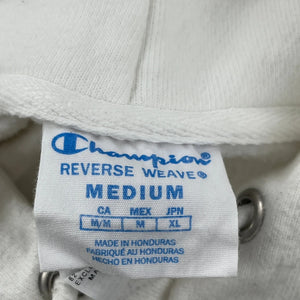 Champion
REVERSE WEAVE®
MEDIUM
CA MEX JPN
M/M M XL
MADE IN HONDURAS
FABRIQUÉ AU HONDURAS
HECHO EN HONDURAS